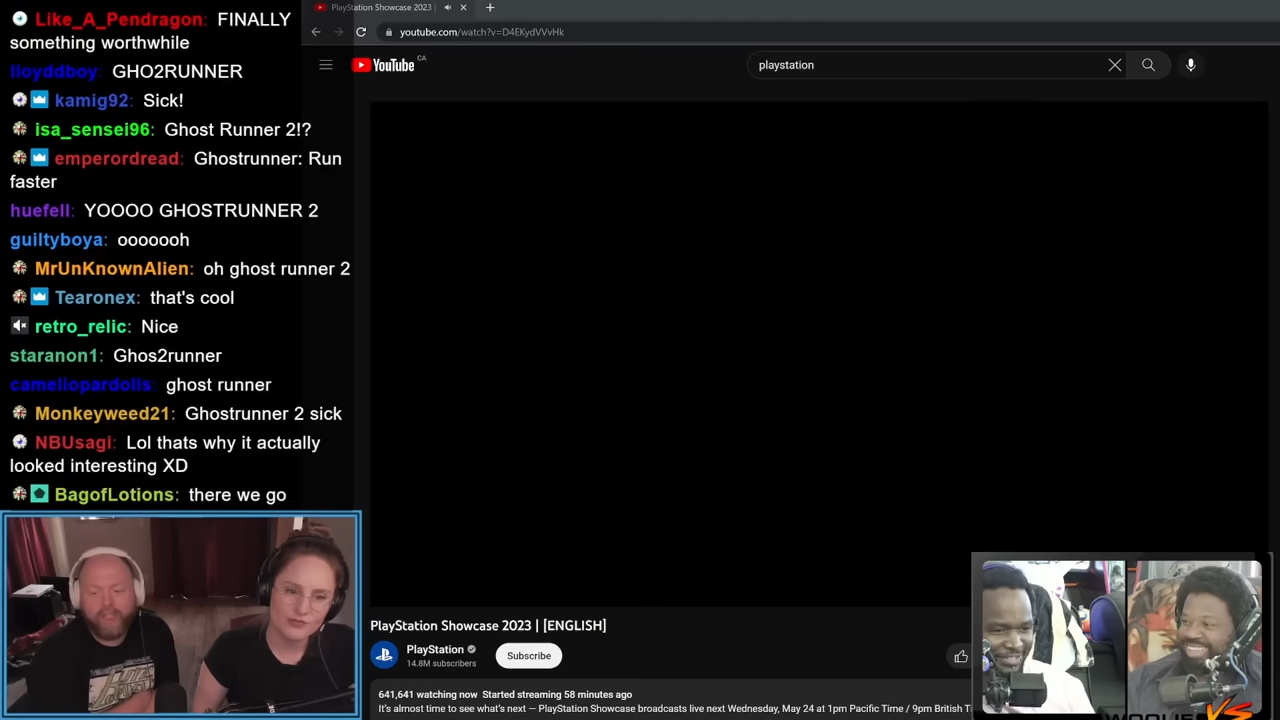 Like_A_Pendragon: FINALLY
something worthwhile
lloyddboy: GHO2RUNNER
kamig92: Sick!
isa_sensei96: Ghost Runner 2!?
emperordread: Ghostrunner: Run
faster
huefell: YOOOO GHOSTRUNNER 2
guiltyboya: ooooooh
MrUnKnownAlien: oh ghost runner 2
Tearonex: that's cool
retro_relic: Nice
staranon1: Ghos2runner
cameliopardolis: ghost runner
Monkeyweed21: Ghostrunner 2 sick
NBUsagi: Lol thats why it actually
looked interesting XD
BagofLotions: there we go
PlayStation Showcase 2023 |
youtube.com/watch?v=D4EKydVVvHk
YouTube CA
playstation
PlayStation Showcase 2023 | [ENGLISH]
PlayStation
14.8M subscribers
Subscribe
641,641 watching now Started streaming 58 minutes ago
It's almost time to see what's next — PlayStation Showcase broadcasts live next Wednesday, May 24 at 1pm Pacific Time / 9pm British T
VS